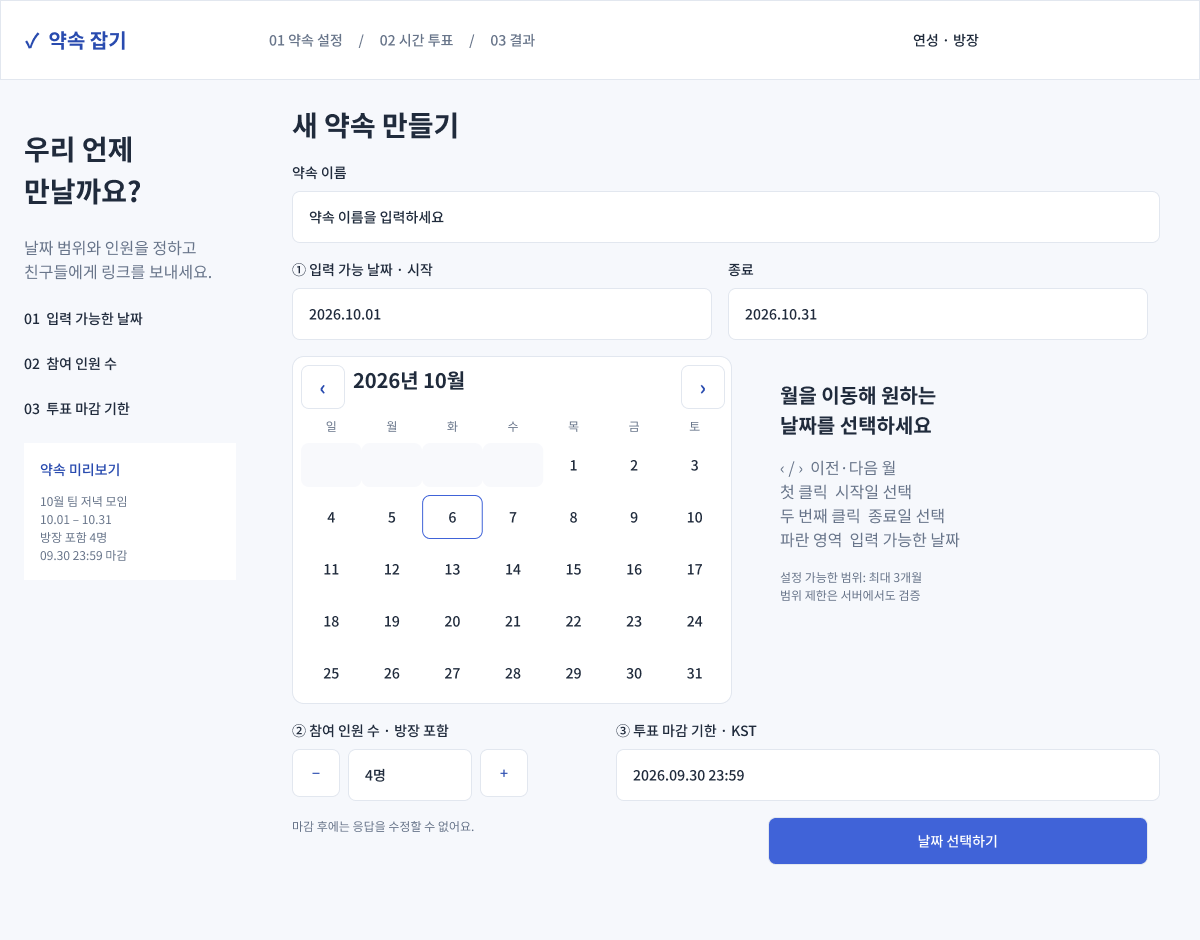 ✓ 약속 잡기
01 약속 설정 / 02 시간 투표 / 03 결과
연성 · 방장
우리 언제
만날까요?
날짜 범위와 인원을 정하고
친구들에게 링크를 보내세요.
01 입력 가능한 날짜
02 참여 인원 수
03 투표 마감 기한
약속 미리보기
10월 팀 저녁 모임
10.01 – 10.31
방장 포함 4명
09.30 23:59 마감
새 약속 만들기
약속 이름
약속 이름을 입력하세요
① 입력 가능 날짜 · 시작
종료
2026.10.01
2026.10.31
‹ 2026년 10월 ›
일 월 화 수 목 금 토
1 2 3
4 5 6 7 8 9 10
11 12 13 14 15 16 17
18 19 20 21 22 23 24
25 26 27 28 29 30 31
월을 이동해 원하는
날짜를 선택하세요
‹ / › 이전·다음 월
첫 클릭 시작일 선택
두 번째 클릭 종료일 선택
파란 영역 입력 가능한 날짜
설정 가능한 범위: 최대 3개월
범위 제한은 서버에서도 검증
② 참여 인원 수 · 방장 포함
− 4명 +
마감 후에는 응답을 수정할 수 없어요.
③ 투표 마감 기한 · KST
2026.09.30 23:59
날짜 선택하기